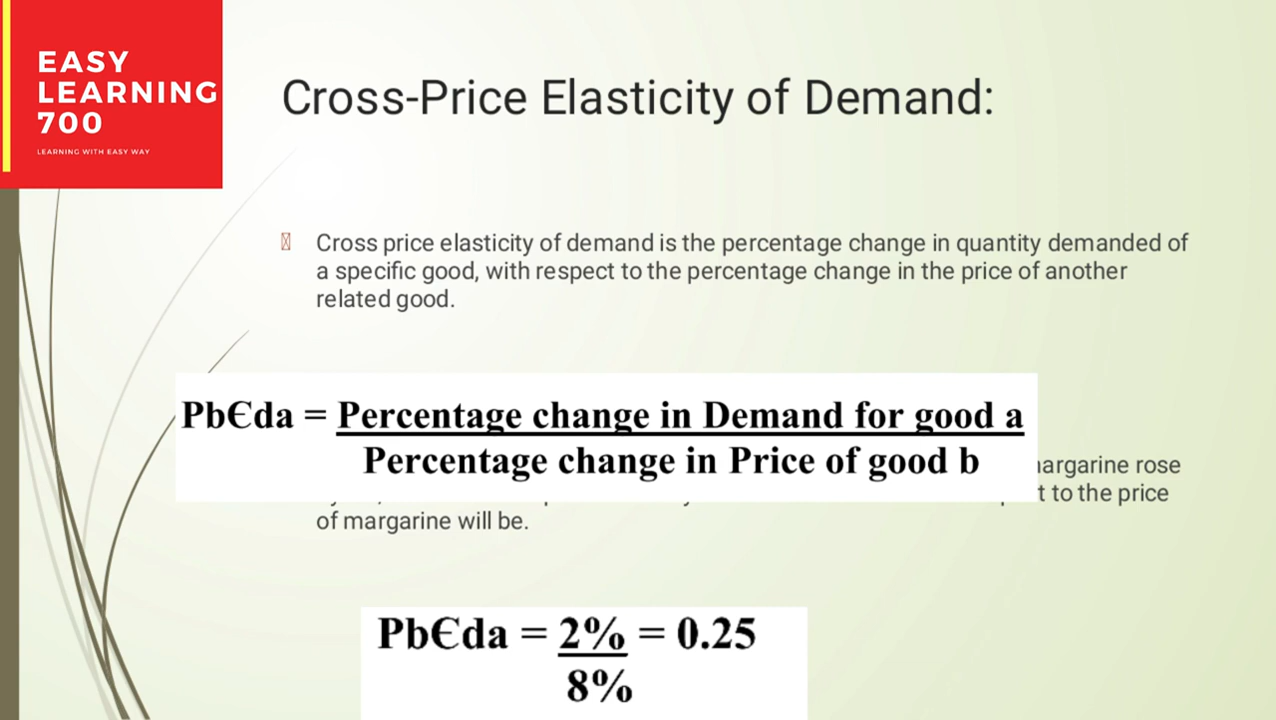 EASY
LEARNING
700
LEARNING WITH EASY WAY
Cross-Price Elasticity of Demand:
Cross price elasticity of demand is the percentage change in quantity demanded of
a specific good, with respect to the percentage change in the price of another
related good.
PbЄda = Percentage change in Demand for good a
Percentage change in Price of good b
rose
to the price
of margarine will be.
PbЄda = 2% = 0.25
8%